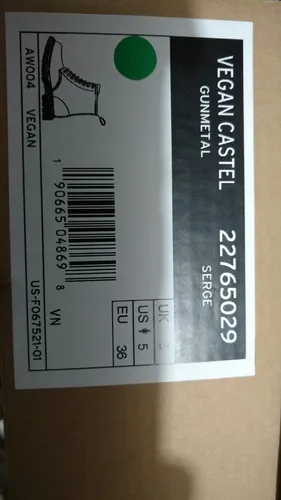 VEGAN CASTEL 22765029
GUNMETAL SERGE
AW004 VEGAN
1 90665 04869 8 VN
UK
US 5
EU 36
US-F067521-01